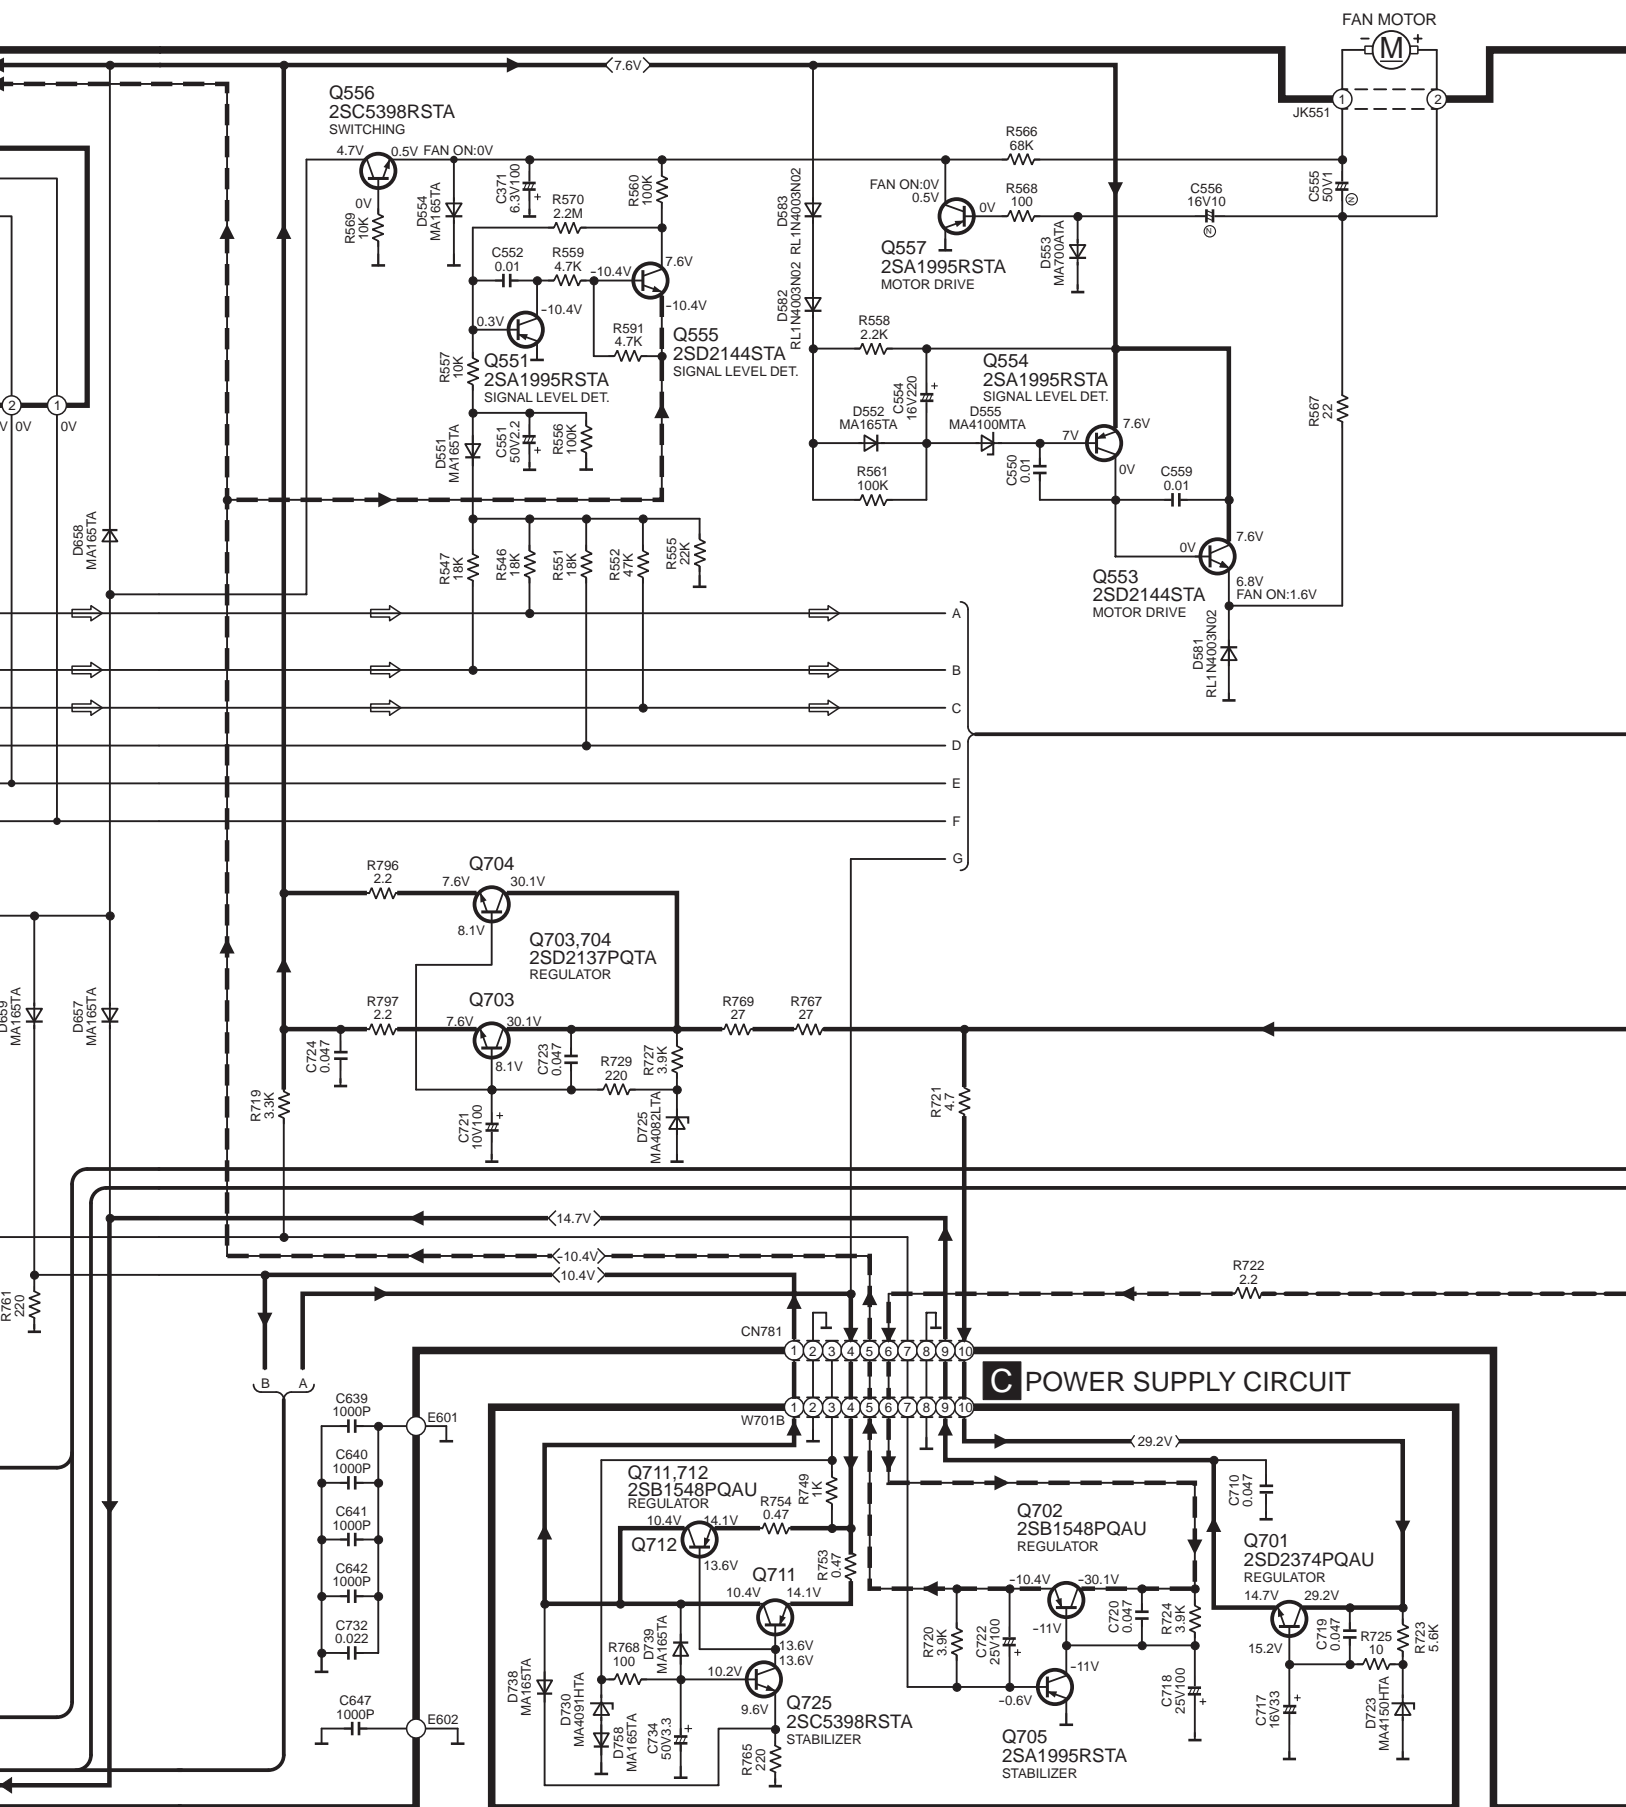 FAN MOTOR
- M +
JK551
1 2
7.6V
Q556
2SC5398RSTA
SWITCHING
4.7V
0.5V FAN ON:0V
0V
R569
10K
D554
MA165TA
C371
6.3V100
+
R560
100K
R570
2.2M
C552
0.01
R559
4.7K
-10.4V
7.6V
-10.4V
-10.4V
0.3V
R591
4.7K
Q555
2SD2144STA
SIGNAL LEVEL DET.
Q551
2SA1995RSTA
SIGNAL LEVEL DET.
R557
10K
D551
MA165TA
C551
50V2.2
+
R556
100K
D583 RL1N4003N02
D582
RL1N4003N02
R566
68K
FAN ON:0V
0.5V
0V
R568
100
Q557
2SA1995RSTA
MOTOR DRIVE
D553
MA700ATA
C556
16V10
N
C555
50V1
N
R558
2.2K
C554
16V220
+
Q554
2SA1995RSTA
SIGNAL LEVEL DET.
D552
MA165TA
D555
MA4100MTA
7V
7.6V
0V
R561
100K
C550
0.01
C559
0.01
R567
22
7.6V
0V
Q553
2SD2144STA
MOTOR DRIVE
6.8V
FAN ON:1.6V
D581
RL1N4003N02
2 1
V 0V 0V
D658
MA165TA
R547
18K
R546
18K
R551
18K
R552
47K
R555
22K
A
B
C
D
E
F
G
R796
2.2
Q704
7.6V 30.1V
8.1V
Q703,704
2SD2137PQTA
REGULATOR
D659
MA165TA
D657
MA165TA
R797
2.2
Q703
7.6V 30.1V
8.1V
C724
0.047
C723
0.047
R729
220
R727
3.9K
R769
27
R767
27
R719
3.3K
C721
10V100
+
D725
MA4082LTA
R721
4.7
14.7V
-10.4V
10.4V
R722
2.2
R761
220
B A
CN781
1 2 3 4 5 6 7 8 9 10
C POWER SUPPLY CIRCUIT
W701B
1 2 3 4 5 6 7 8 9 10
C639
1000P
E601
C640
1000P
C641
1000P
C642
1000P
C732
0.022
C647
1000P
E602
29.2V
Q711,712
2SB1548PQAU
REGULATOR
R749
1K
R754
0.47
10.4V 14.1V
Q712
13.6V
R753
0.47
Q711
10.4V 14.1V
13.6V
13.6V
10.2V
9.6V
D739
MA165TA
R768
100
D738
MA165TA
D730
MA4091HTA
D758
MA165TA
C734
50V3.3
+
R765
220
Q725
2SC5398RSTA
STABILIZER
Q702
2SB1548PQAU
REGULATOR
-10.4V -30.1V
-11V
-11V
-0.6V
R720
3.9K
C722
25V100
+
C720
0.047
R724
3.9K
C718
25V100
+
Q705
2SA1995RSTA
STABILIZER
C710
0.047
Q701
2SD2374PQAU
REGULATOR
14.7V 29.2V
15.2V
C719
0.047
R725
10
R723
5.6K
C717
16V33
+
D723
MA4150HTA